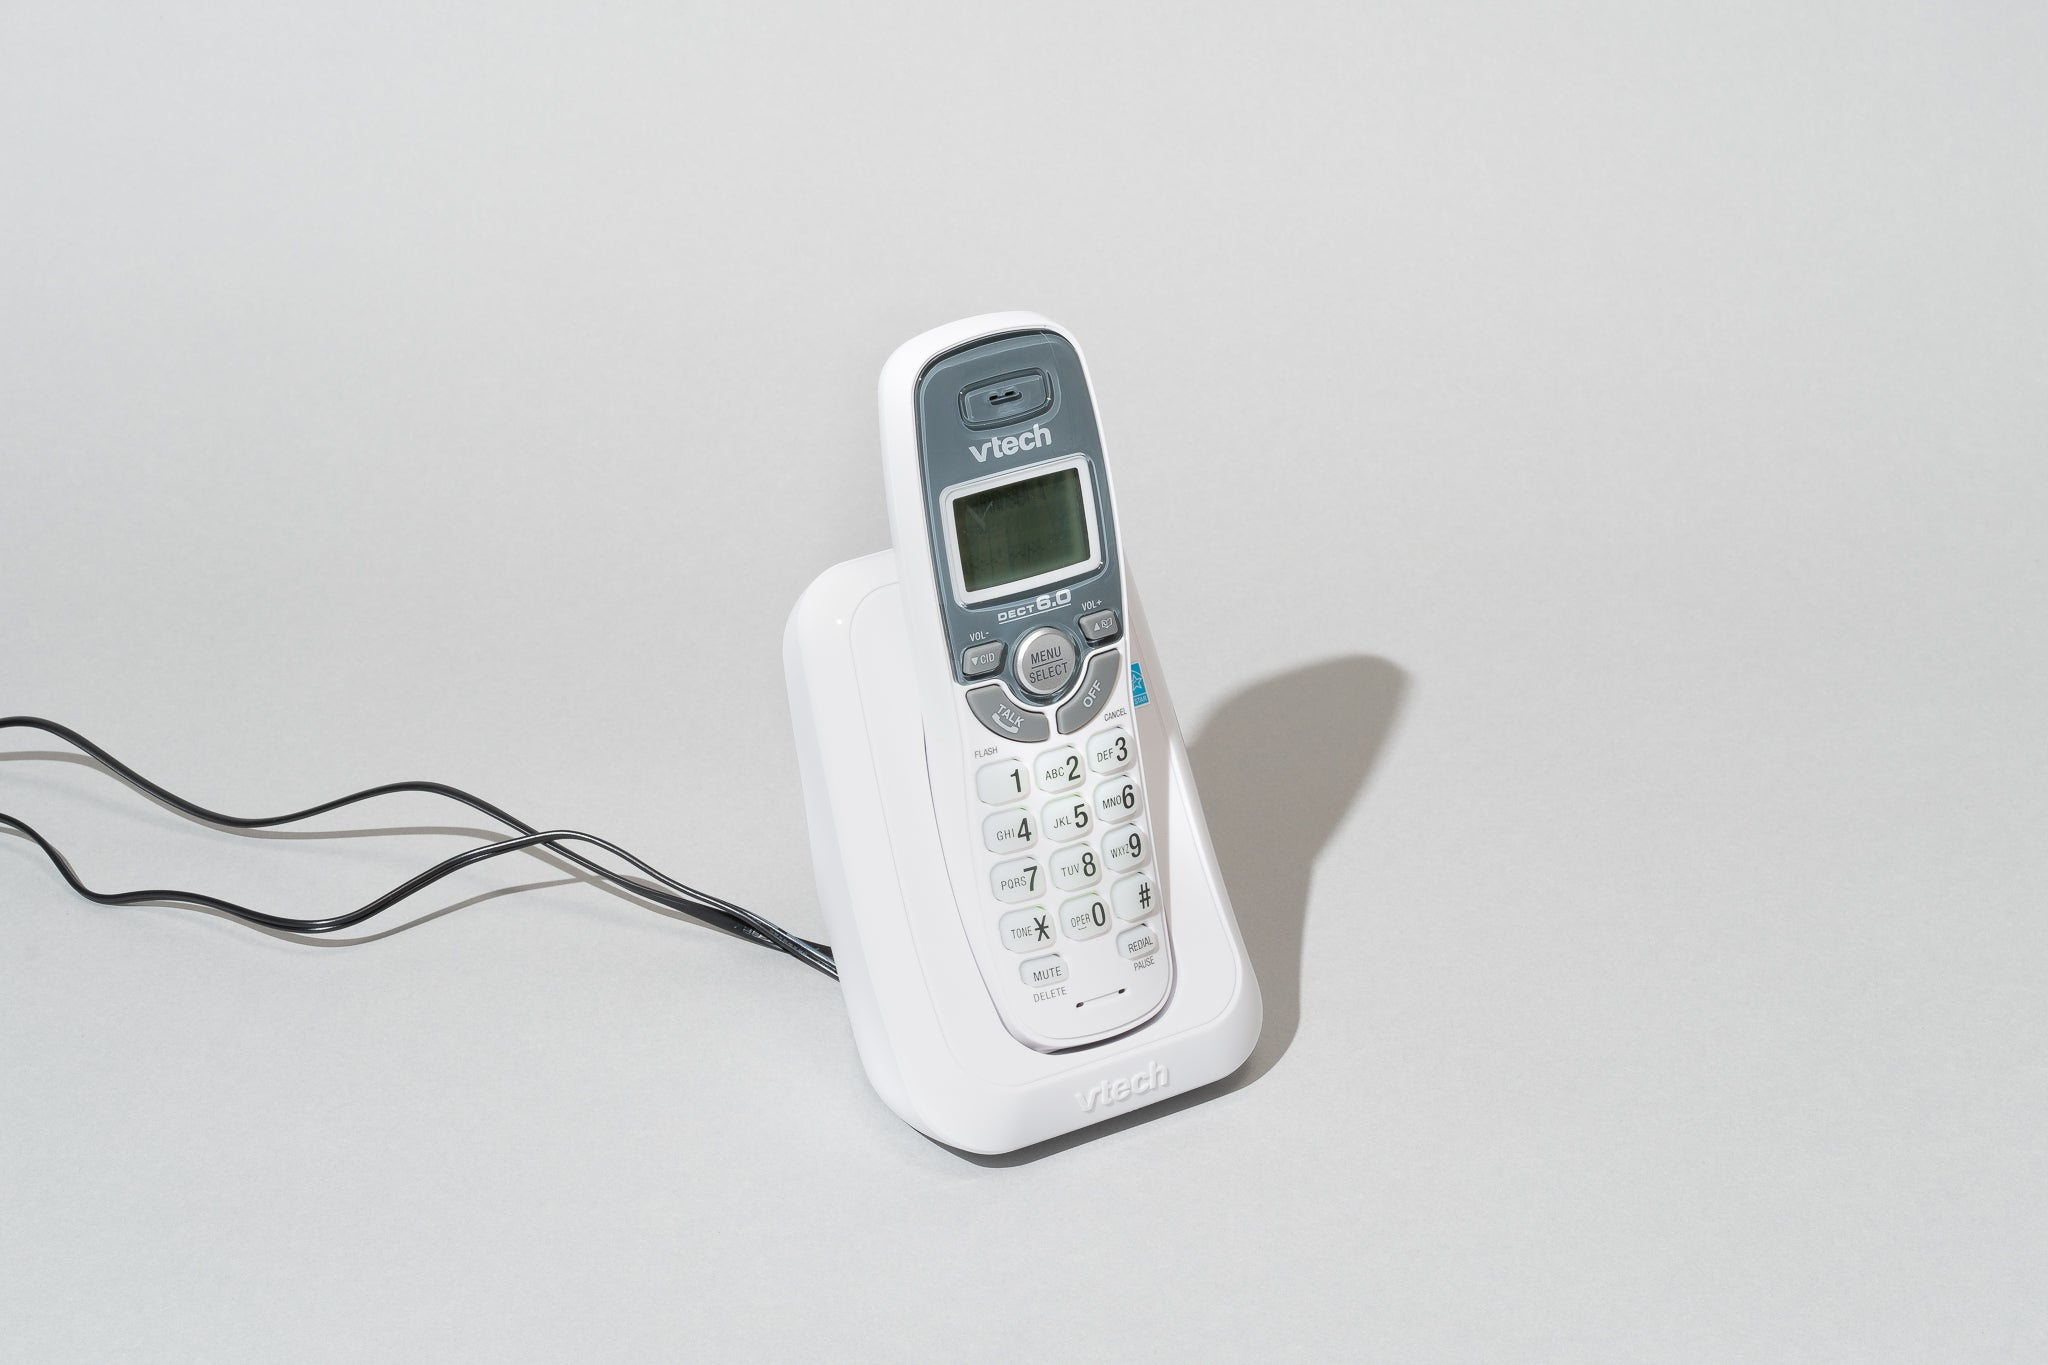 vtech
DECT 6.0
VOL-
VOL+
▼CID
▲
MENU
SELECT
TALK
OFF
FLASH
CANCEL
1
ABC 2
DEF 3
GHI 4
JKL 5
MNO 6
PQRS 7
TUV 8
WXYZ 9
TONE *
OPER 0
#
MUTE
REDIAL
DELETE
PAUSE
vtech